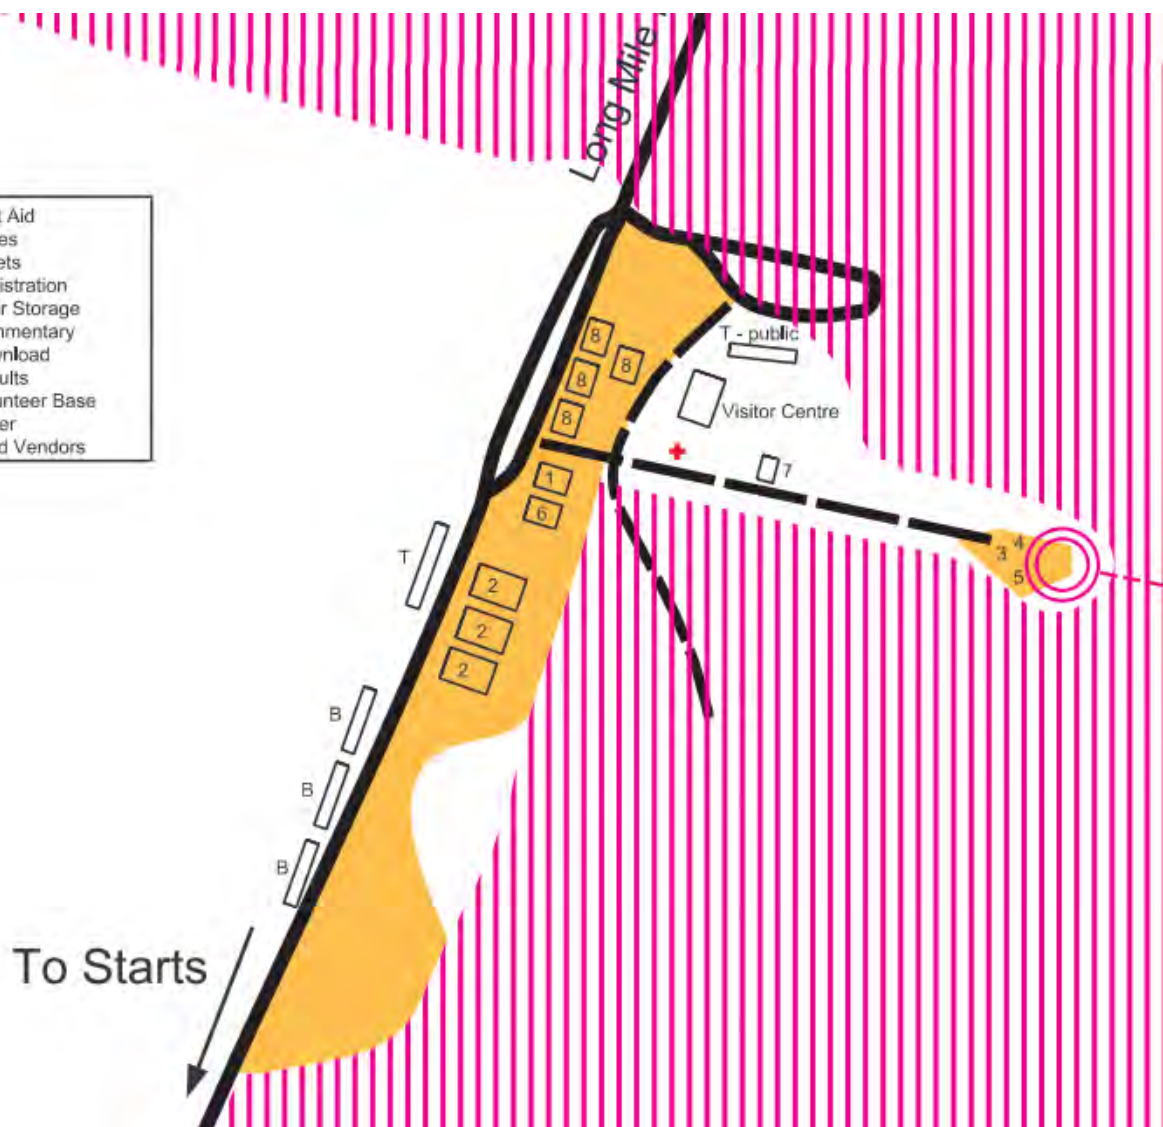 Long Mile
t Aid
es
ets
istration
r Storage
nmentary
wnload
ults
unteer Base
er
d Vendors
8
8
8
8
T - public
Visitor Centre
7
1
6
T
2
2
2
3
4
5
B
B
B
To Starts